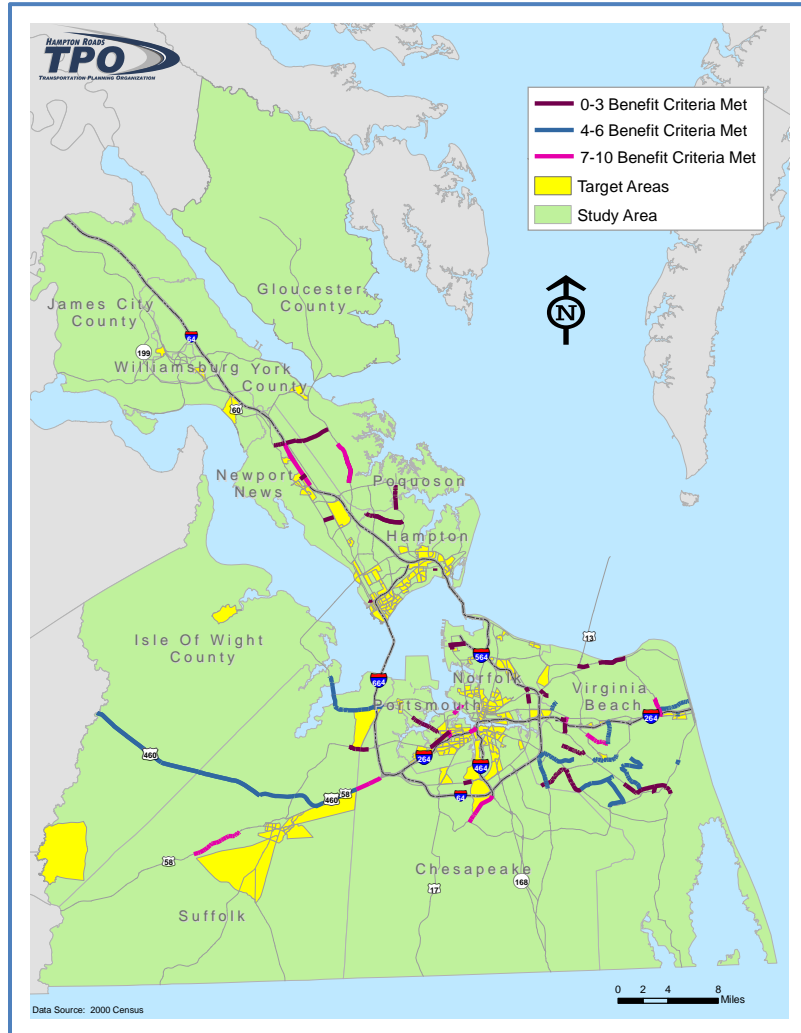 HAMPTON ROADS
TPO
TRANSPORTATION PLANNING ORGANIZATION
0-3 Benefit Criteria Met
4-6 Benefit Criteria Met
7-10 Benefit Criteria Met
Target Areas
Study Area
N
Gloucester
County
James City
County
64
199
Williamsburg
York
County
60
Newport
News
Poquoson
Hampton
13
Isle Of Wight
County
564
664
Norfolk
Portsmouth
Virginia
Beach
264
460
264
464
58
460
64
58
Chesapeake
17
168
Suffolk
0 2 4 8
Miles
Data Source: 2000 Census